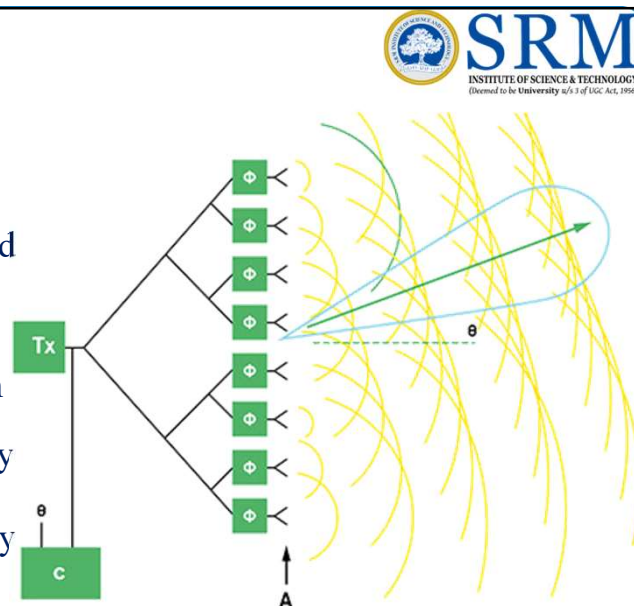 SRM
INSTITUTE OF SCIENCE & TECHNOLOGY
(Deemed to be University u/s 3 of UGC Act, 1956
Φ
Φ
d
Φ
Φ
θ
Tx
Φ
Φ
y
θ
Φ
y
Φ
C
A